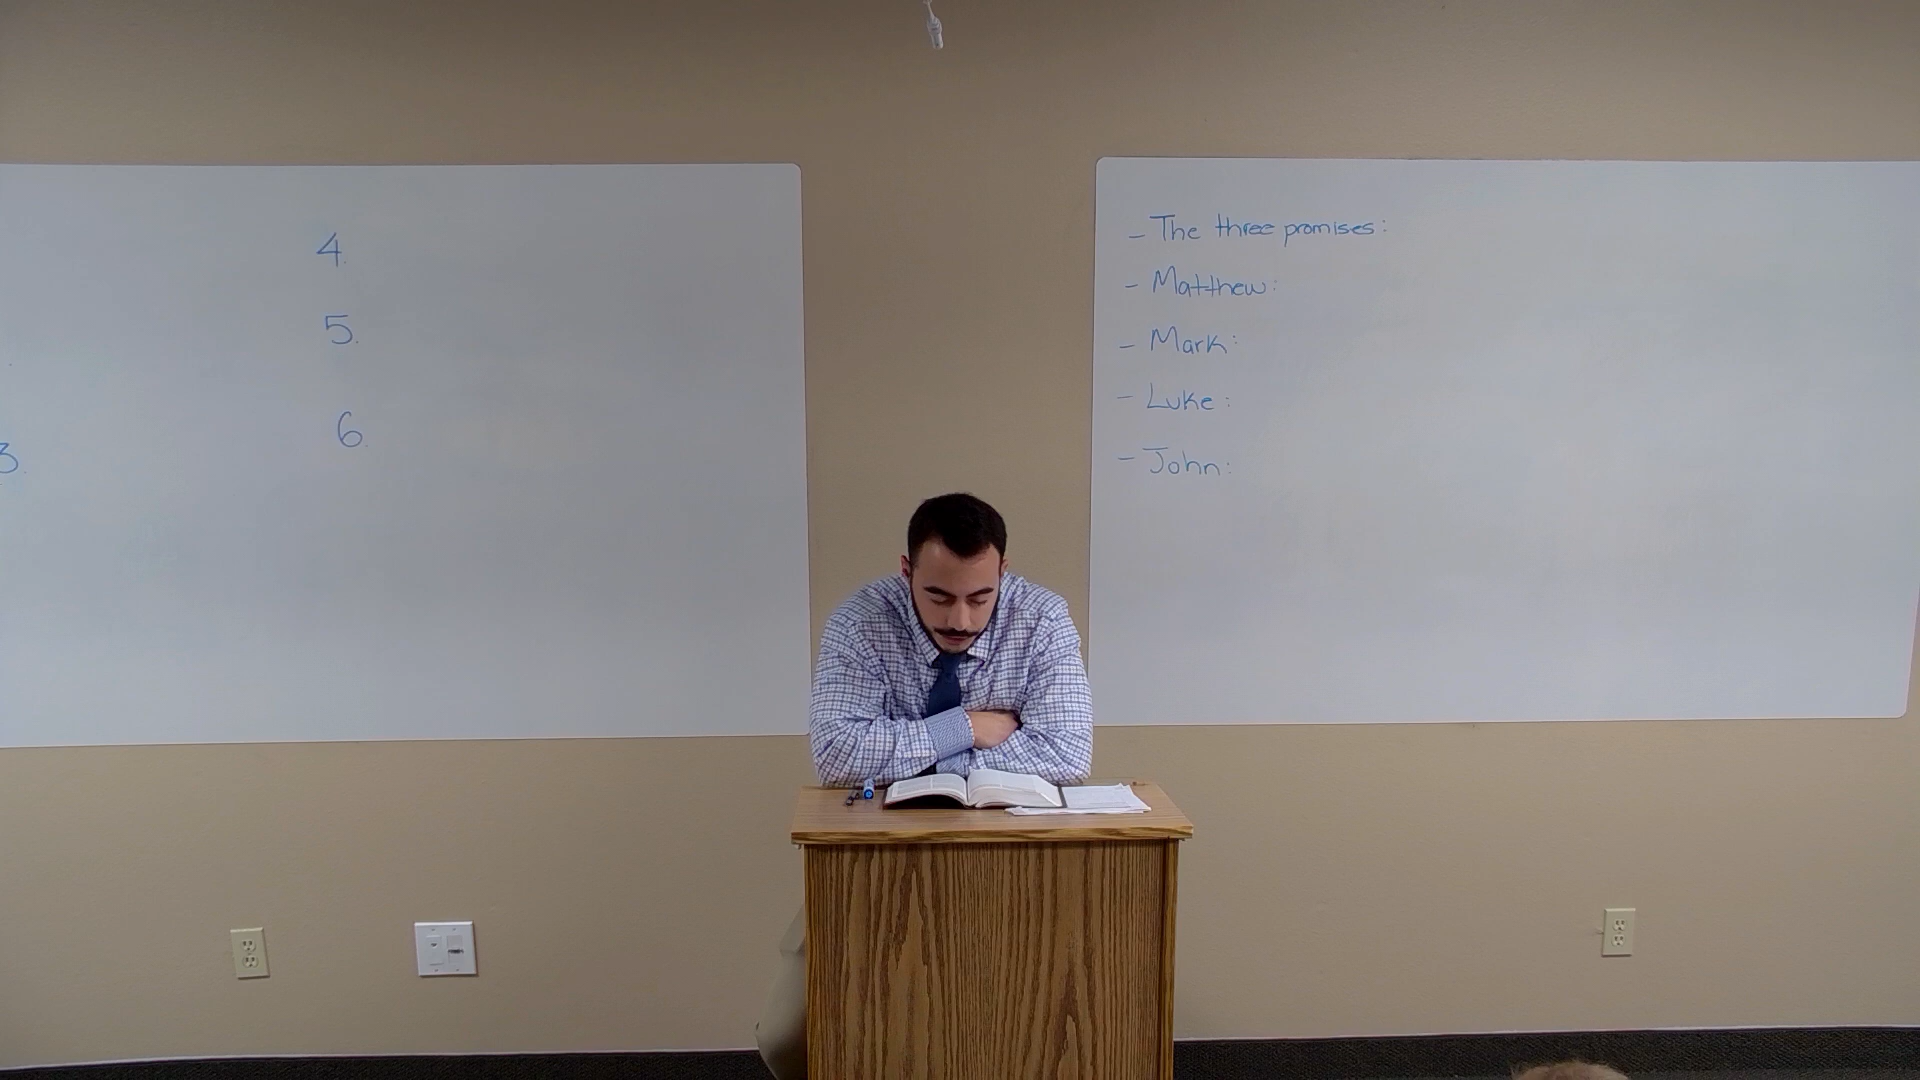 4.
5.
6.
3.
- The three promises:
- Matthew:
- Mark:
- Luke:
- John: